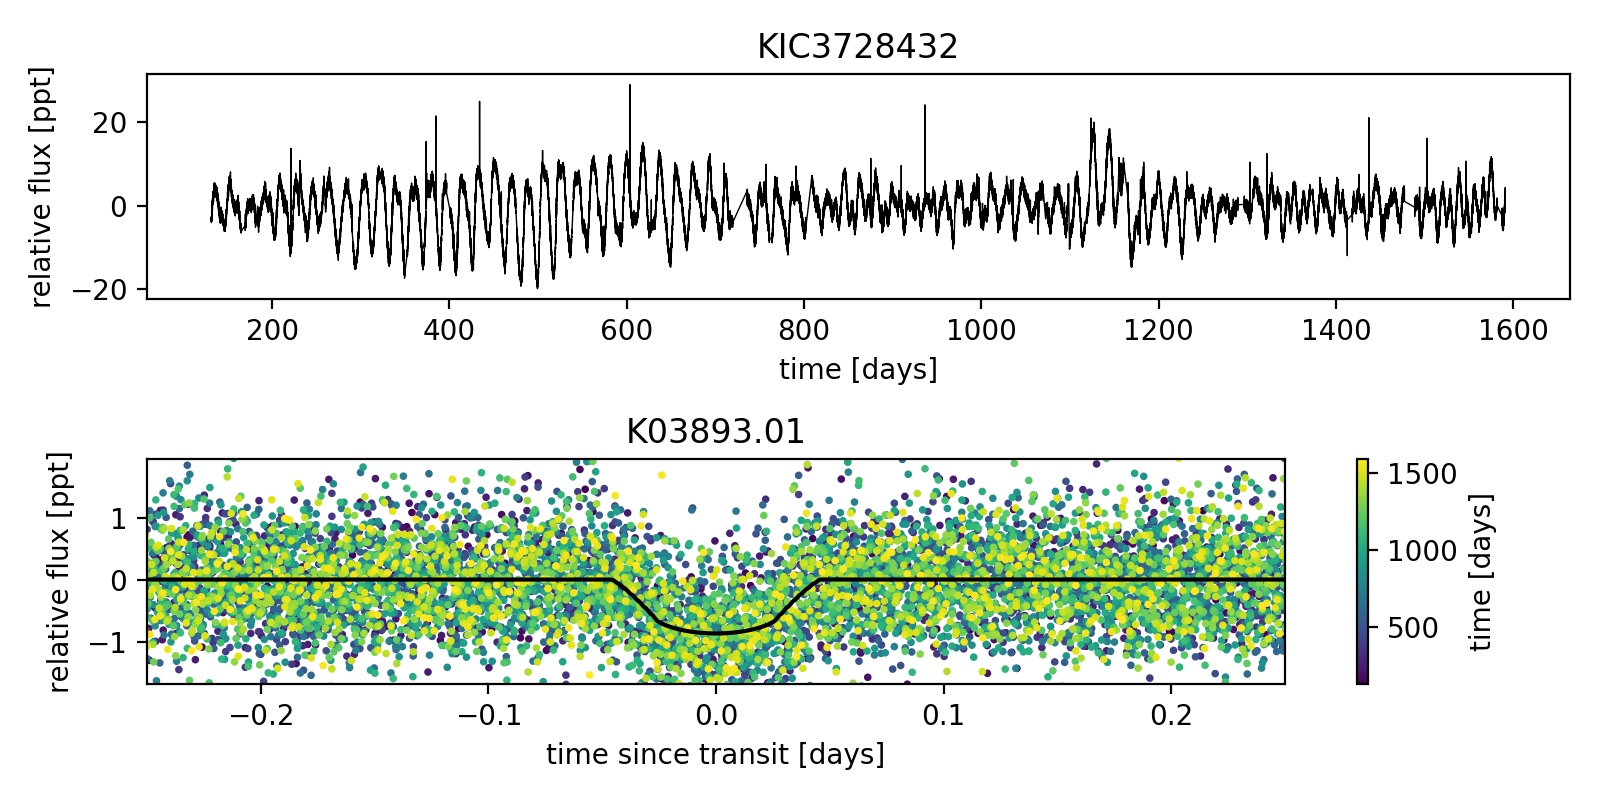 KIC3728432
relative flux [ppt]
20
0
−20
200 400 600 800 1000 1200 1400 1600
time [days]
K03893.01
relative flux [ppt]
1
0
−1
−0.2 −0.1 0.0 0.1 0.2
time since transit [days]
1500
1000
500
time [days]